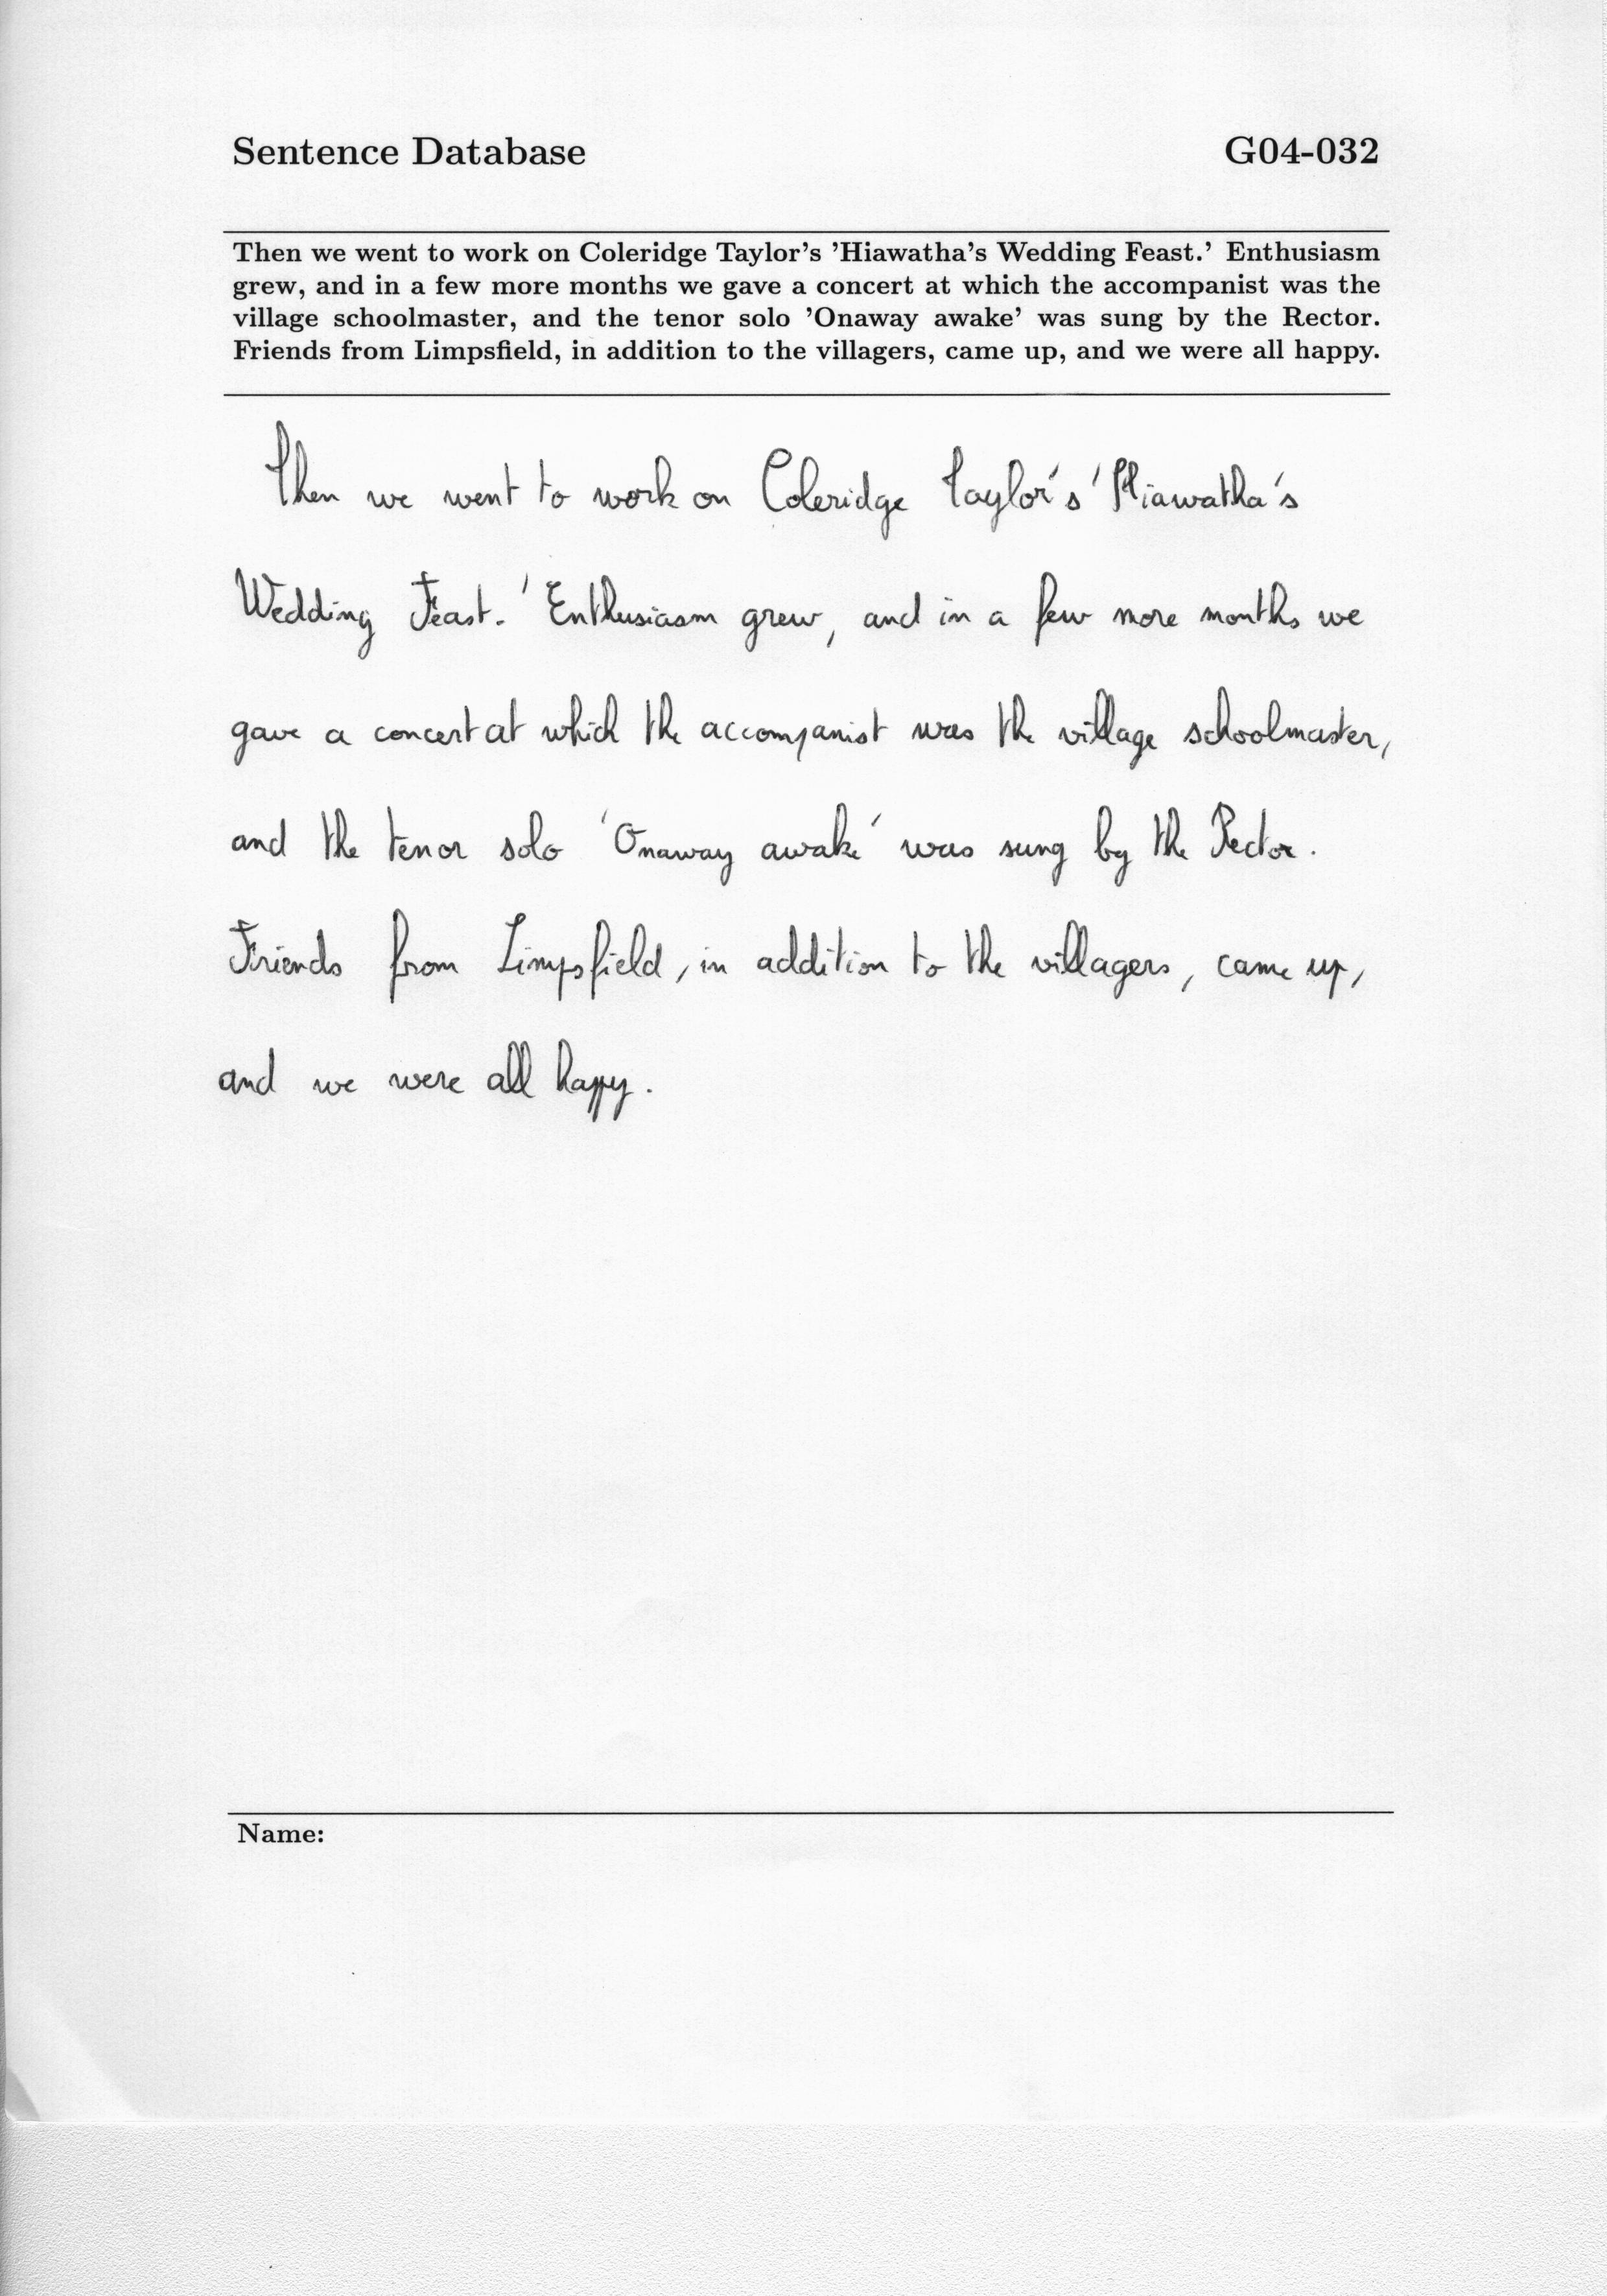 Sentence Database G04-032
Then we went to work on Coleridge Taylor's 'Hiawatha's Wedding Feast.' Enthusiasm
grew, and in a few more months we gave a concert at which the accompanist was the
village schoolmaster, and the tenor solo 'Onaway awake' was sung by the Rector.
Friends from Limpsfield, in addition to the villagers, came up, and we were all happy.
Then we went to work on Coleridge Taylor's 'Hiawatha's
Wedding Feast.' Enthusiasm grew, and in a few more months we
gave a concert at which the accompanist was the village schoolmaster,
and the tenor solo 'Onaway awake' was sung by the Rector.
Friends from Limpsfield, in addition to the villagers, came up,
and we were all happy.
Name: